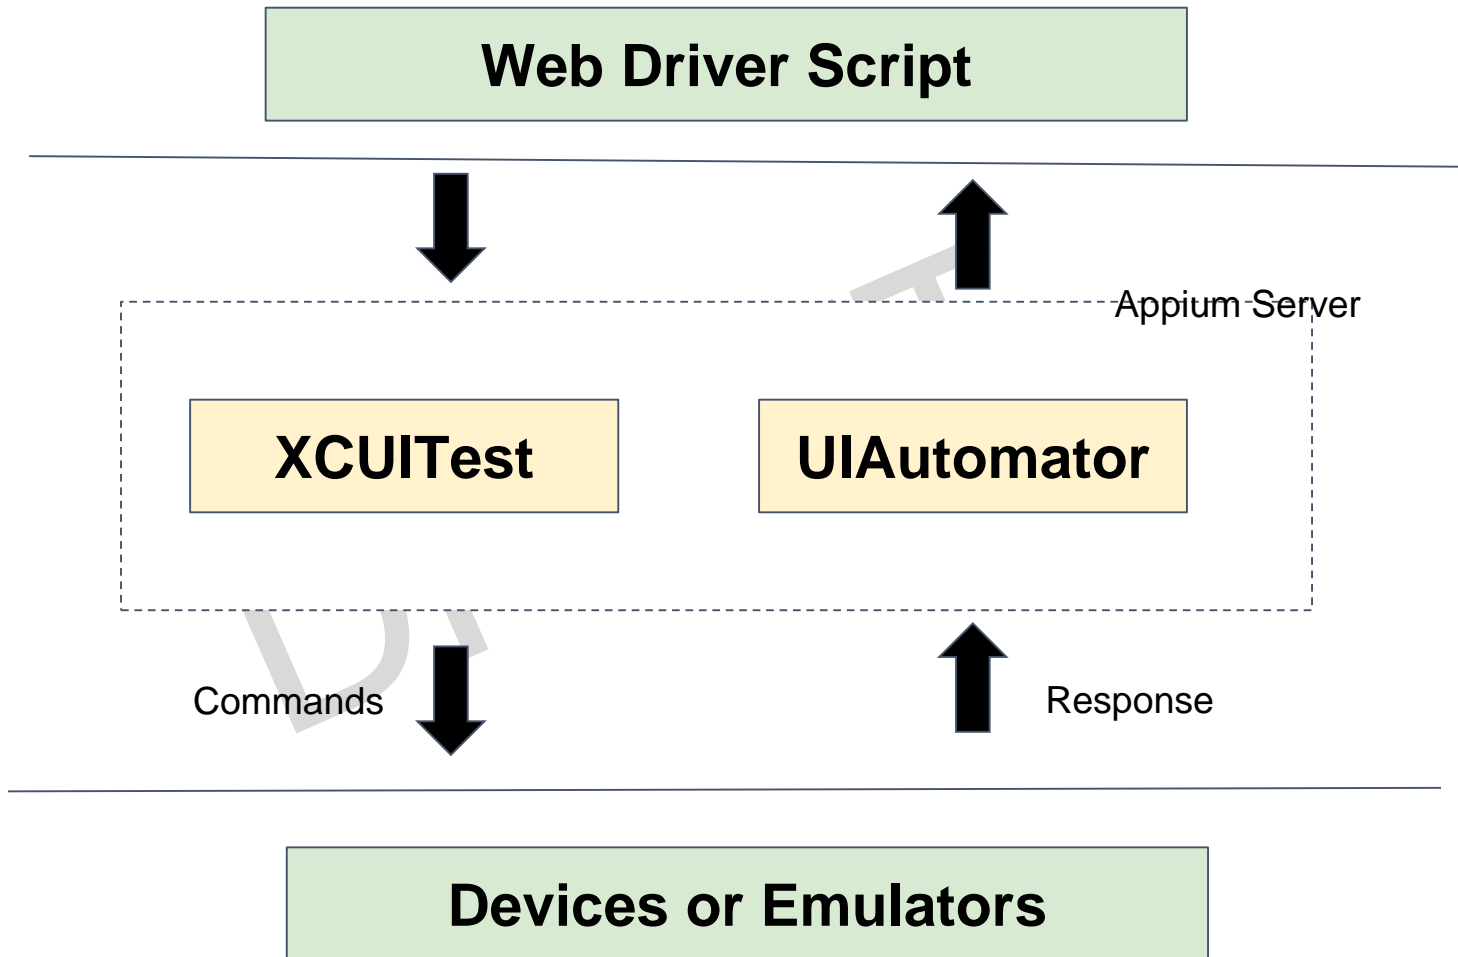 Web Driver Script
Appium Server
XCUITest
UIAutomator
Commands
Response
Devices or Emulators